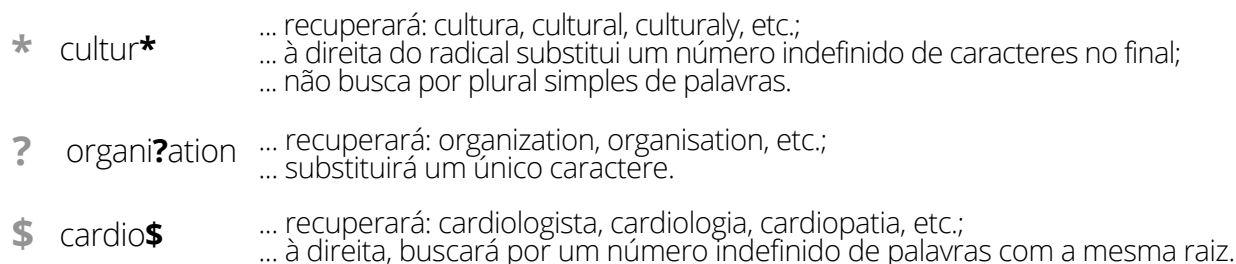 * cultur* ... recuperará: cultura, cultural, culturaly, etc.;
... à direita do radical substitui um número indefinido de caracteres no final;
... não busca por plural simples de palavras.
? organi?ation ... recuperará: organization, organisation, etc.;
... substituirá um único caractere.
$ cardio$ ... recuperará: cardiologista, cardiologia, cardiopatia, etc.;
... à direita, buscará por um número indefinido de palavras com a mesma raiz.